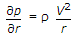 ∂p/∂r = ρ V²/r